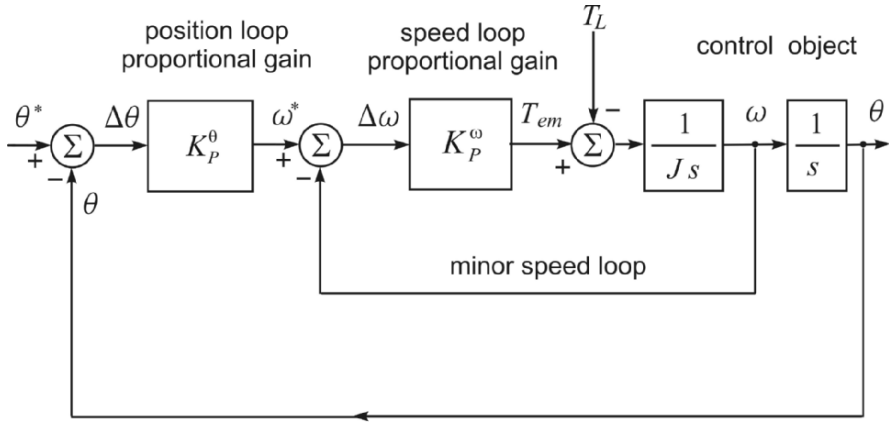 position loop
proportional gain
speed loop
proportional gain
T_L
control object
θ*
Σ
Δθ
K_P^θ
ω*
Σ
Δω
K_P^ω
T_em
−
Σ
1
J s
ω
1
s
θ
+
−
+
−
+
θ
minor speed loop